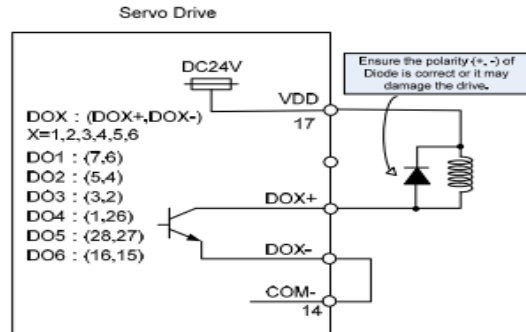 Servo Drive
DC24V
Ensure the polarity (+, -) of
Diode is correct or it may
damage the drive.
VDD
17
DOX : (DOX+,DOX-)
X=1,2,3,4,5,6
DO1 : (7,6)
DO2 : (5,4)
DO3 : (3,2)
DO4 : (1,26)
DO5 : (28,27)
DO6 : (16,15)
DOX+
DOX-
COM-
14